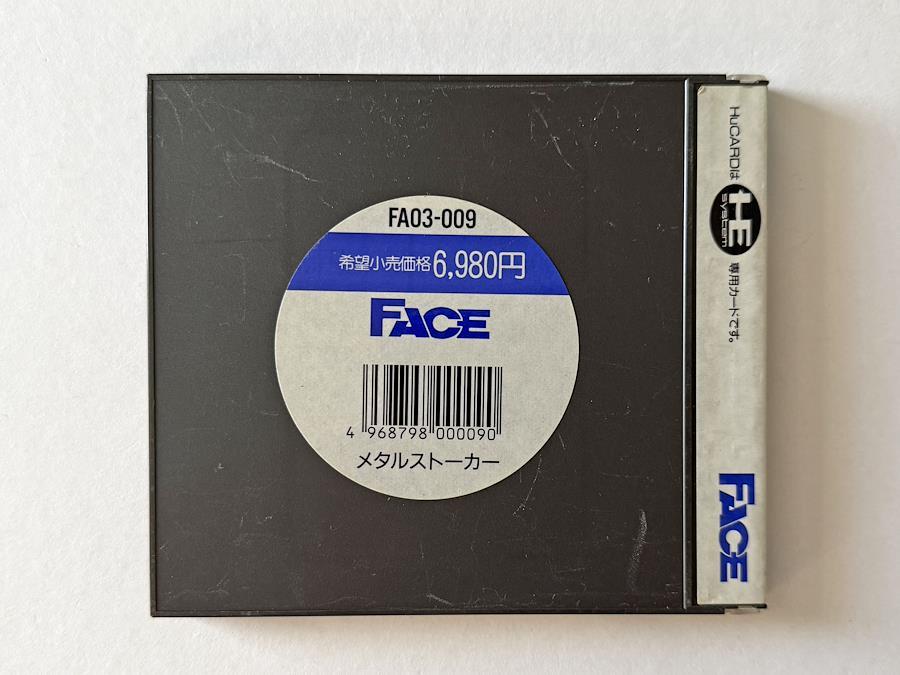 FA03-009
希望小売価格6,980円
FACE
4 968798 000090
メタルストーカー
HuCARDは HE system 専用カードです。
FACE